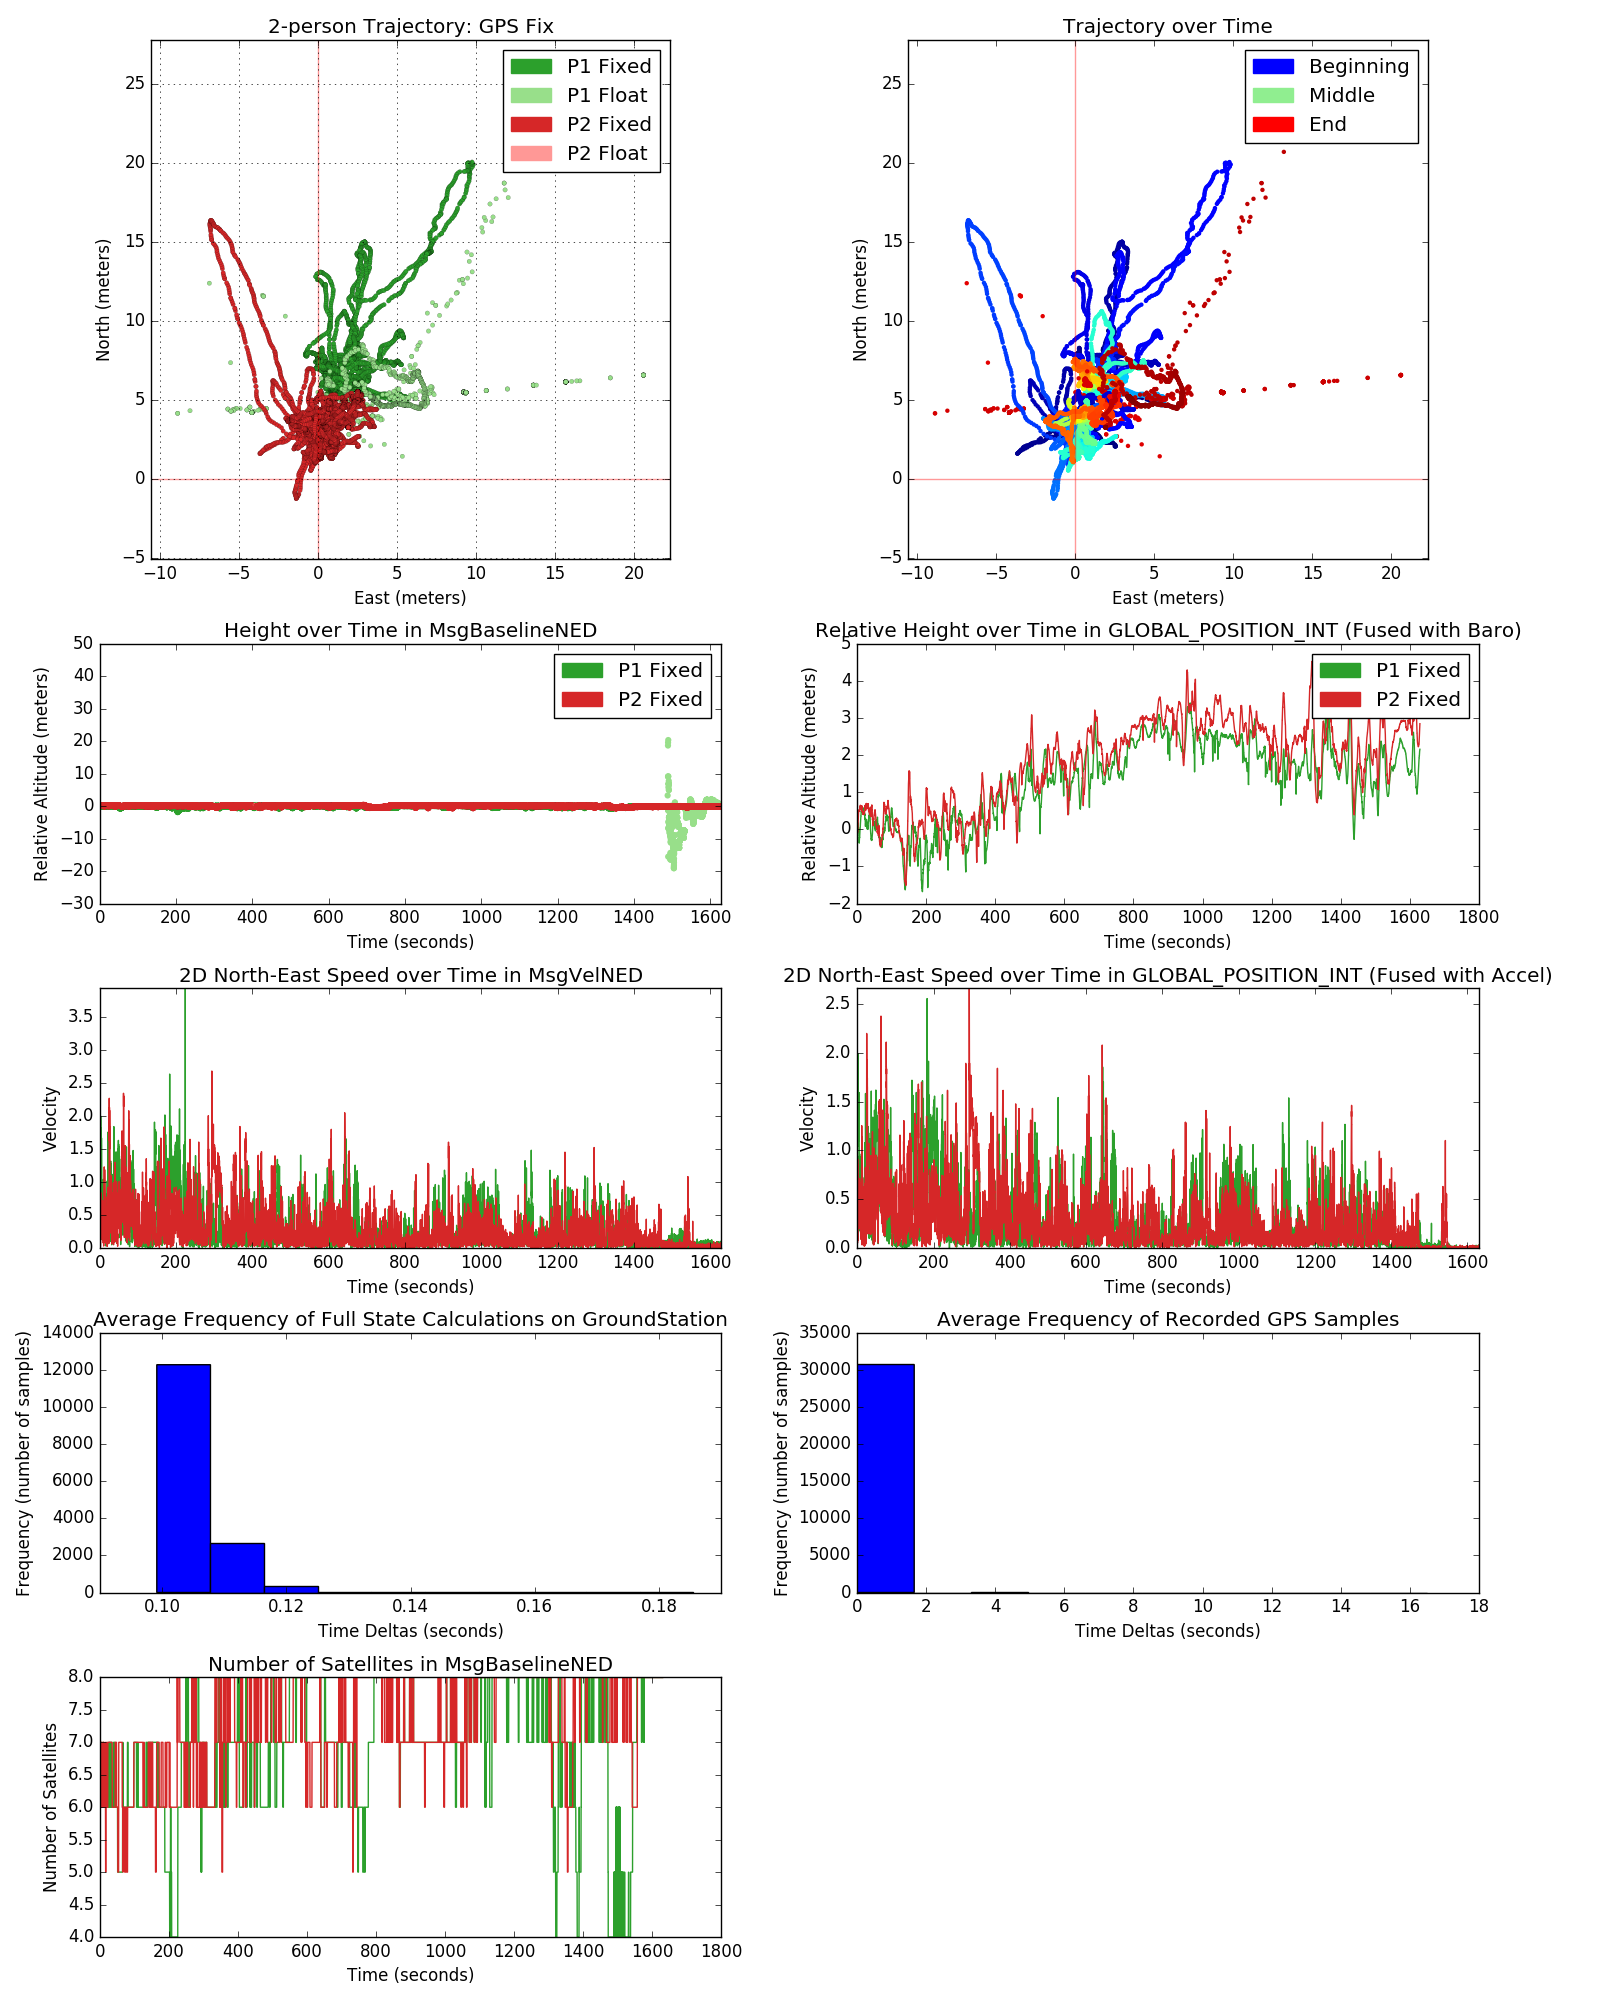 2-person Trajectory: GPS Fix
P1 Fixed
P1 Float
P2 Fixed
P2 Float
25
20
15
10
5
0
−5
North (meters)
−10 −5 0 5 10 15 20
East (meters)
Trajectory over Time
Beginning
Middle
End
25
20
15
10
5
0
−5
North (meters)
−10 −5 0 5 10 15 20
East (meters)
Height over Time in MsgBaselineNED
P1 Fixed
P2 Fixed
50
40
30
20
10
0
−10
−20
−30
Relative Altitude (meters)
0 200 400 600 800 1000 1200 1400 1600
Time (seconds)
Relative Height over Time in GLOBAL_POSITION_INT (Fused with Baro)
P1 Fixed
P2 Fixed
5
4
3
2
1
0
−1
−2
Relative Altitude (meters)
0 200 400 600 800 1000 1200 1400 1600 1800
Time (seconds)
2D North-East Speed over Time in MsgVelNED
3.5
3.0
2.5
2.0
1.5
1.0
0.5
0.0
Velocity
0 200 400 600 800 1000 1200 1400 1600
Time (seconds)
2D North-East Speed over Time in GLOBAL_POSITION_INT (Fused with Accel)
2.5
2.0
1.5
1.0
0.5
0.0
Velocity
0 200 400 600 800 1000 1200 1400 1600
Time (seconds)
Average Frequency of Full State Calculations on GroundStation
14000
12000
10000
8000
6000
4000
2000
0
Frequency (number of samples)
0.10 0.12 0.14 0.16 0.18
Time Deltas (seconds)
Average Frequency of Recorded GPS Samples
35000
30000
25000
20000
15000
10000
5000
0
Frequency (number of samples)
0 2 4 6 8 10 12 14 16 18
Time Deltas (seconds)
Number of Satellites in MsgBaselineNED
8.0
7.5
7.0
6.5
6.0
5.5
5.0
4.5
4.0
Number of Satellites
0 200 400 600 800 1000 1200 1400 1600 1800
Time (seconds)